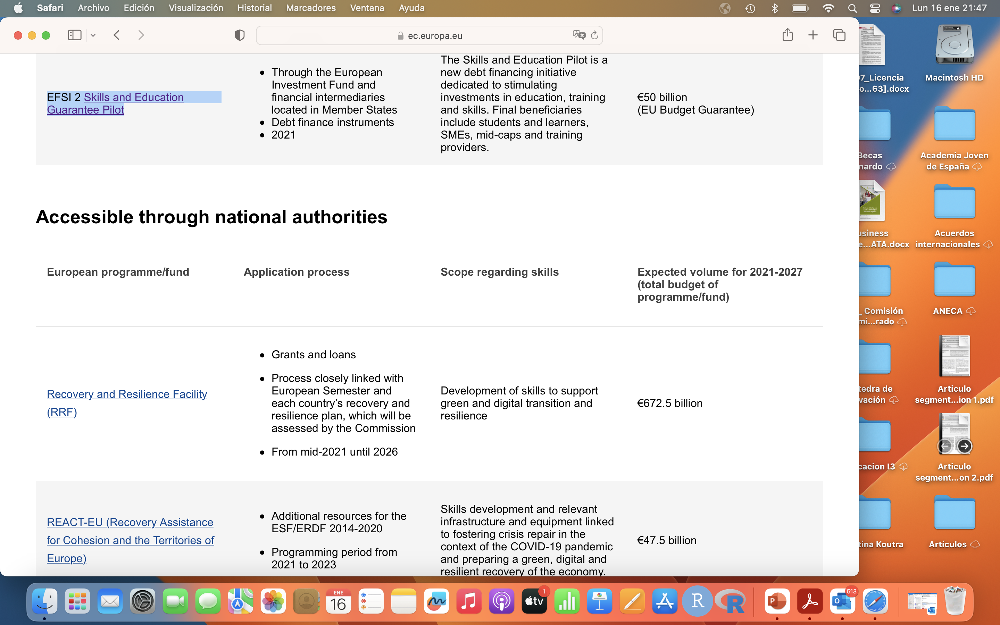 Safari Archivo Edición Visualización Historial Marcadores Ventana Ayuda Lun 16 ene 21:47
ec.europa.eu
EFSI 2 Skills and Education
Guarantee Pilot
Through the European
Investment Fund and
financial intermediaries
located in Member States
Debt finance instruments
2021
The Skills and Education Pilot is a
new debt financing initiative
dedicated to stimulating
investments in education, training
and skills. Final beneficiaries
include students and learners,
SMEs, mid-caps and training
providers.
€50 billion
(EU Budget Guarantee)
Accessible through national authorities
European programme/fund
Application process
Scope regarding skills
Expected volume for 2021-2027
(total budget of
programme/fund)
Recovery and Resilience Facility
(RRF)
Grants and loans
Process closely linked with
European Semester and
each country’s recovery and
resilience plan, which will be
assessed by the Commission
From mid-2021 until 2026
Development of skills to support
green and digital transition and
resilience
€672.5 billion
REACT-EU (Recovery Assistance
for Cohesion and the Territories of
Europe)
Additional resources for the
ESF/ERDF 2014-2020
Programming period from
2021 to 2023
Skills development and relevant
infrastructure and equipment linked
to fostering crisis repair in the
context of the COVID-19 pandemic
and preparing a green, digital and
resilient recovery of the economy.
€47.5 billion
07_Licencia
o...63].docx
Macintosh HD
Becas
nardo
Academia Joven
de España
usiness
e...ATA.docx
Acuerdos
internacionales
_ Comisión
mi...rado
ANECA
tedra de
vación
Articulo
segment...ion 1.pdf
cacion I3
Articulo
segment...on 2.pdf
tina Koutra
Artículos
ENE
16
tv
1
R
R
P
O
513